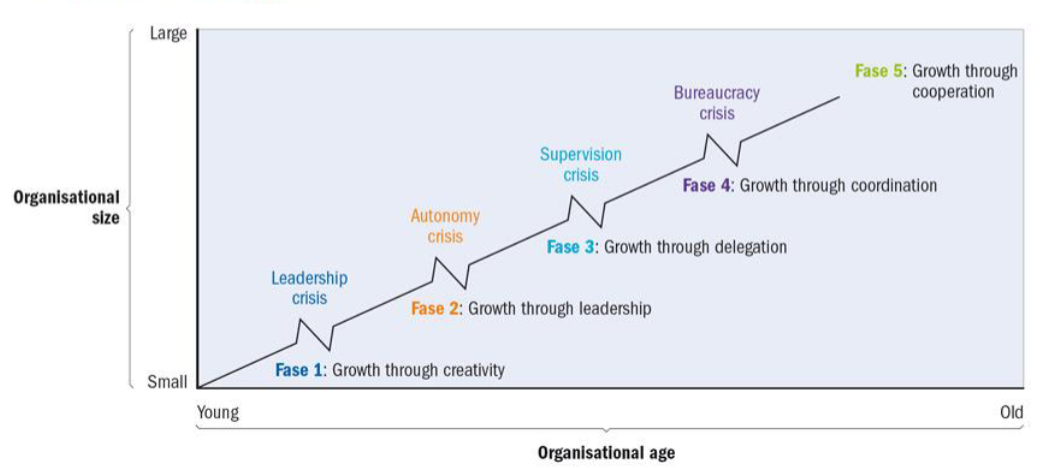 Large
Fase 5: Growth through
cooperation
Bureaucracy
crisis
Supervision
crisis
Fase 4: Growth through coordination
Organisational
size
Autonomy
crisis
Fase 3: Growth through delegation
Leadership
crisis
Fase 2: Growth through leadership
Fase 1: Growth through creativity
Small
Young
Old
Organisational age